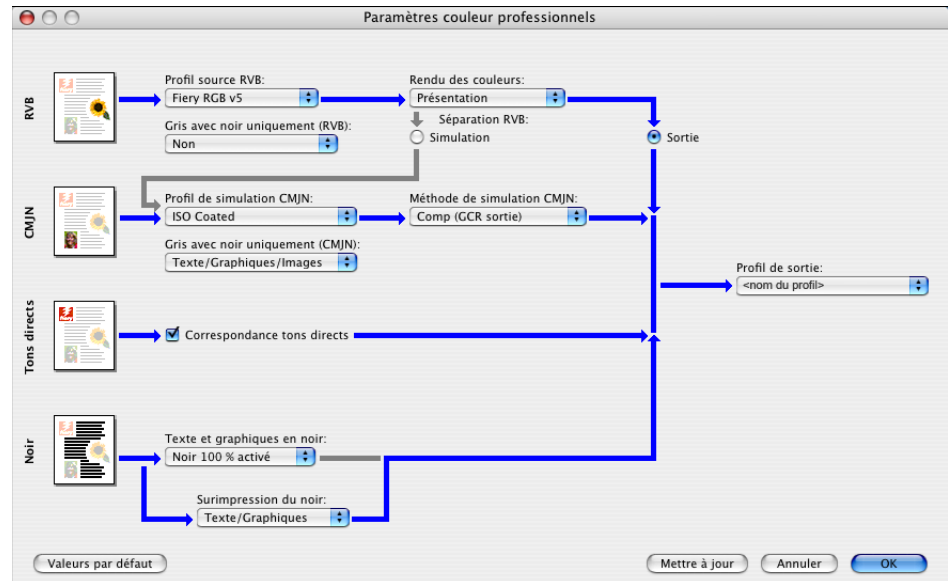 Paramètres couleur professionnels
RVB
Profil source RVB:
Fiery RGB v5
Rendu des couleurs:
Présentation
Gris avec noir uniquement (RVB):
Non
Séparation RVB:
Simulation
Sortie
CMJN
Profil de simulation CMJN:
ISO Coated
Méthode de simulation CMJN:
Comp (GCR sortie)
Gris avec noir uniquement (CMJN):
Texte/Graphiques/Images
Profil de sortie:
<nom du profil>
Tons directs
Correspondance tons directs
Noir
Texte et graphiques en noir:
Noir 100 % activé
Surimpression du noir:
Texte/Graphiques
Valeurs par défaut
Mettre à jour
Annuler
OK